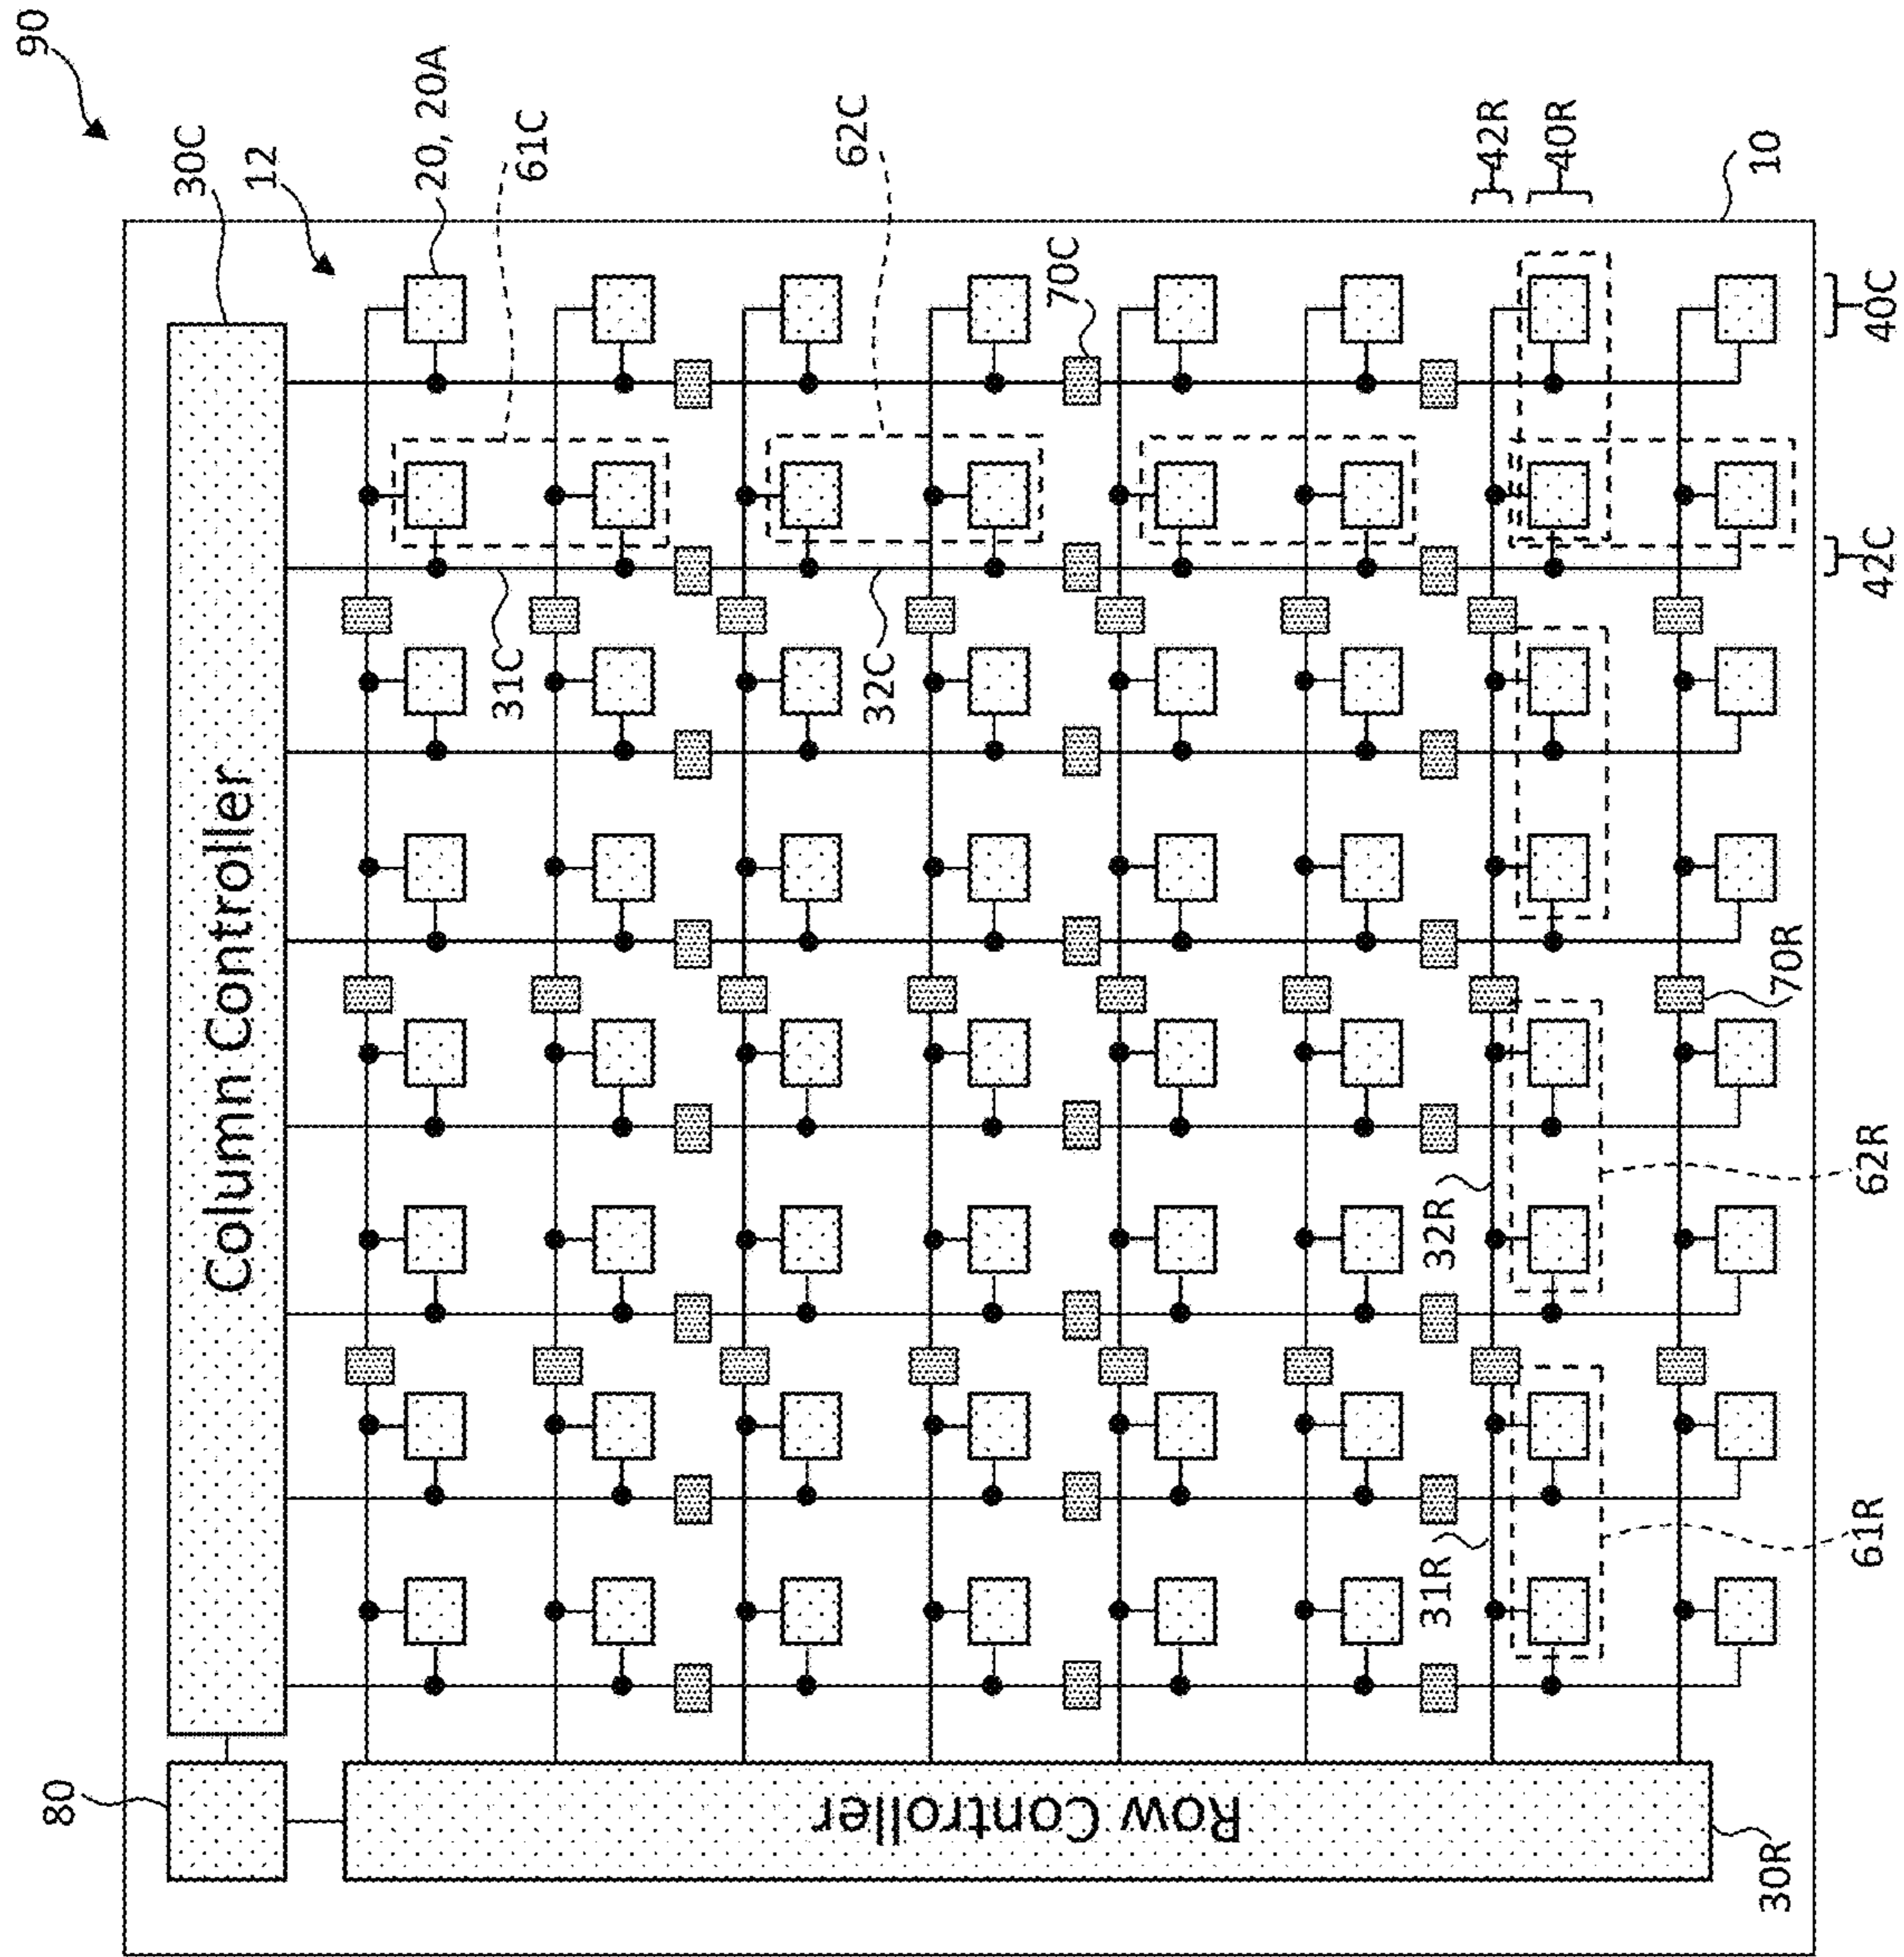 90
30C
12
20, 20A
61C
62C
42R
40R
10
Column Controller
70C
31C
32C
40C
42C
70R
32R
62R
31R
61R
80
Row Controller
30R